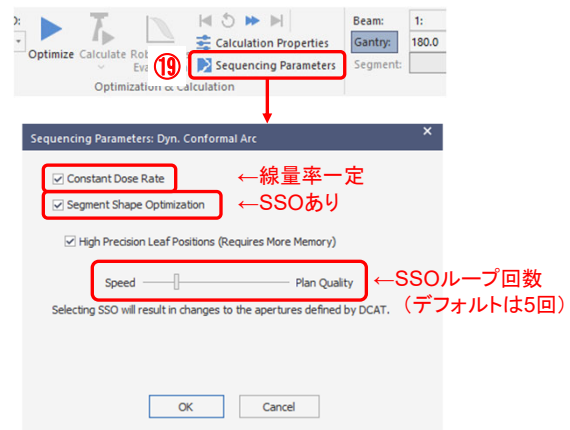 Optimize
Calculate
Rob
Eva
Optimization & Calculation
Calculation Properties
⑲
Sequencing Parameters
Beam:
1:
Gantry:
180.0
Segment:
Sequencing Parameters: Dyn. Conformal Arc
Constant Dose Rate
←線量率一定
Segment Shape Optimization
←SSOあり
High Precision Leaf Positions (Requires More Memory)
Speed
Plan Quality
←SSOループ回数
（デフォルトは5回）
Selecting SSO will result in changes to the apertures defined by DCAT.
OK
Cancel